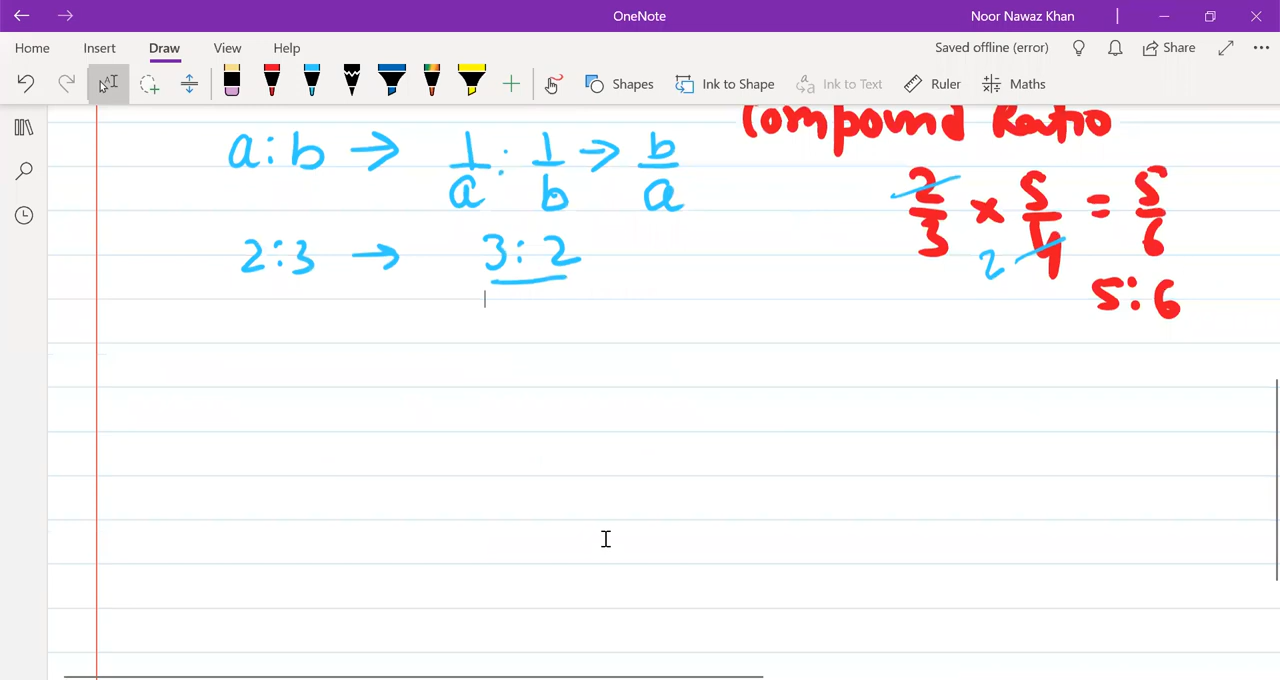 OneNote
Noor Nawaz Khan
Home Insert Draw View Help
Saved offline (error) Share
Shapes Ink to Shape Ink to Text Ruler Maths
a:b → 1/a : 1/b → b/a
2:3 → 3:2
Compound Ratio
2/3 × 5/4 = 5/6
2
5:6